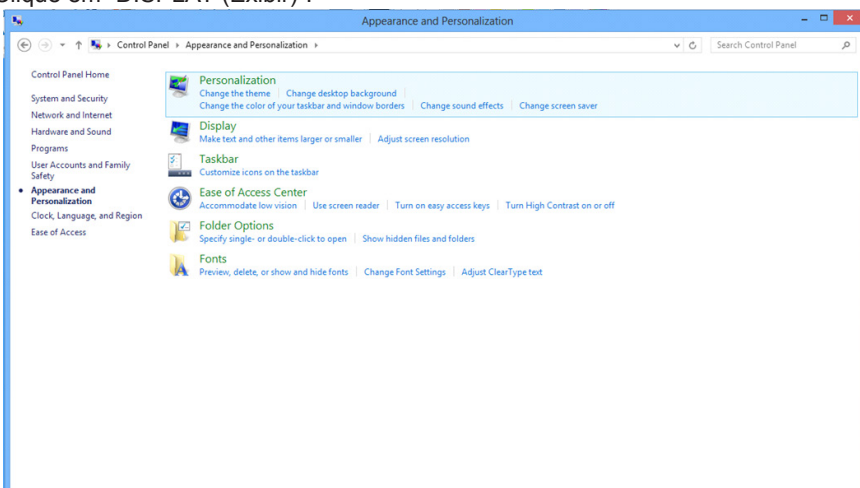 Clique em "DISPLAY (Exibir)".
Appearance and Personalization
Control Panel Appearance and Personalization
Search Control Panel
Control Panel Home
System and Security
Network and Internet
Hardware and Sound
Programs
User Accounts and Family
Safety
Appearance and
Personalization
Clock, Language, and Region
Ease of Access
Personalization
Change the theme Change desktop background
Change the color of your taskbar and window borders Change sound effects Change screen saver
Display
Make text and other items larger or smaller Adjust screen resolution
Taskbar
Customize icons on the taskbar
Ease of Access Center
Accommodate low vision Use screen reader Turn on easy access keys Turn High Contrast on or off
Folder Options
Specify single- or double-click to open Show hidden files and folders
Fonts
Preview, delete, or show and hide fonts Change Font Settings Adjust ClearType text